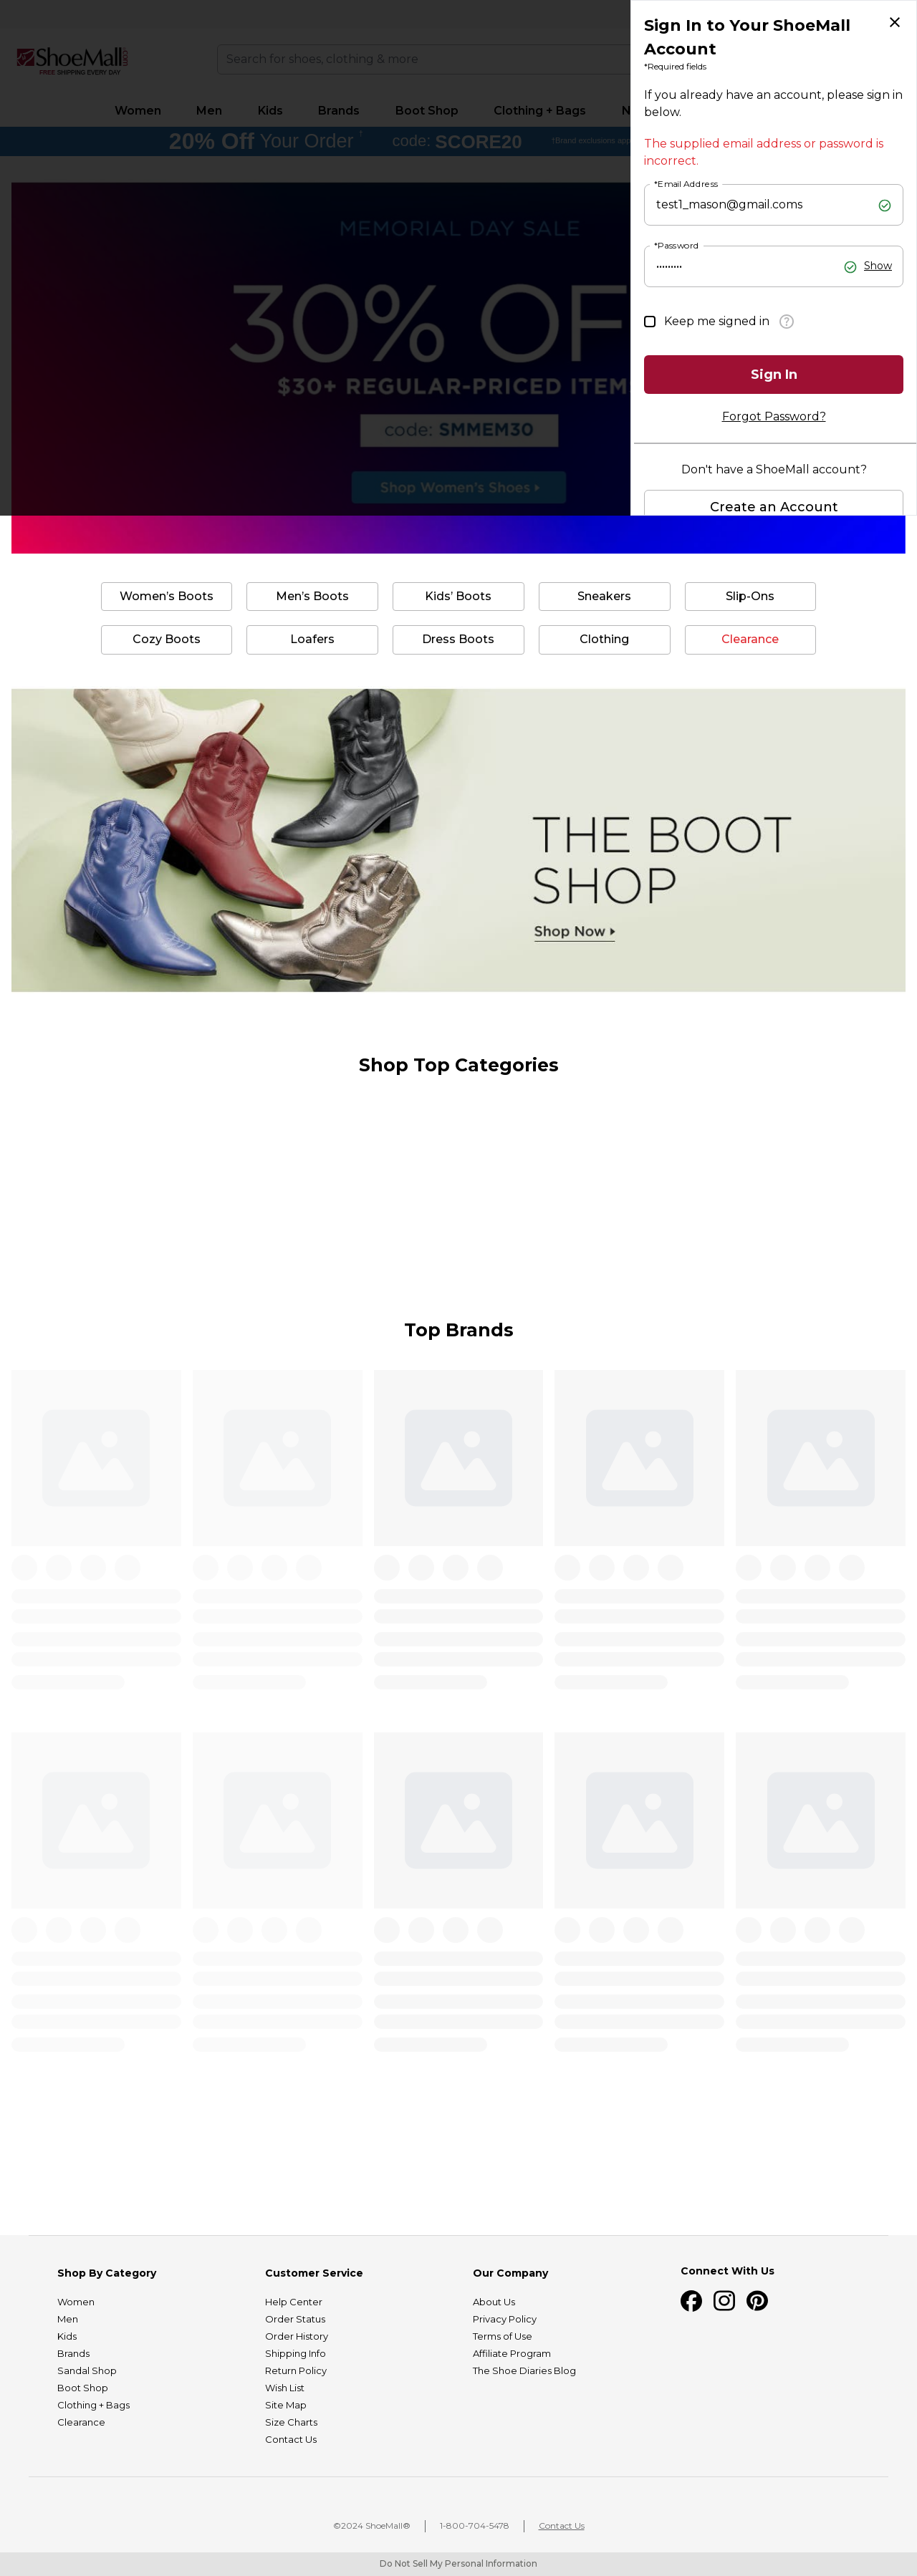 Sign In to Your ShoeMall
Account
*Required fields
If you already have an account, please sign in
below.
The supplied email address or password is
incorrect.
*Email Address
test1_mason@gmail.coms
*Password
•••••••••
Show
Keep me signed in
?
Sign In
Forgot Password?
Don't have a ShoeMall account?
Create an Account
ShoeMall
FREE SHIPPING EVERY DAY
Search for shoes, clothing & more
Women
Men
Kids
Brands
Boot Shop
Clothing + Bags
N
20% Off Your Order †
code: SCORE20
†Brand exclusions
MEMORIAL DAY SALE
30% OF
$30+ REGULAR-PRICED ITEM
code: SMMEM30
Shop Women's Shoes
Women's Boots
Men's Boots
Kids' Boots
Sneakers
Slip-Ons
Cozy Boots
Loafers
Dress Boots
Clothing
Clearance
THE BOOT
SHOP
Shop Now
Shop Top Categories
Top Brands
Shop By Category
Women
Men
Kids
Brands
Sandal Shop
Boot Shop
Clothing + Bags
Clearance
Customer Service
Help Center
Order Status
Order History
Shipping Info
Return Policy
Wish List
Site Map
Size Charts
Contact Us
Our Company
About Us
Privacy Policy
Terms of Use
Affiliate Program
The Shoe Diaries Blog
Connect With Us
©2024 ShoeMall®
1-800-704-5478
Contact Us
Do Not Sell My Personal Information